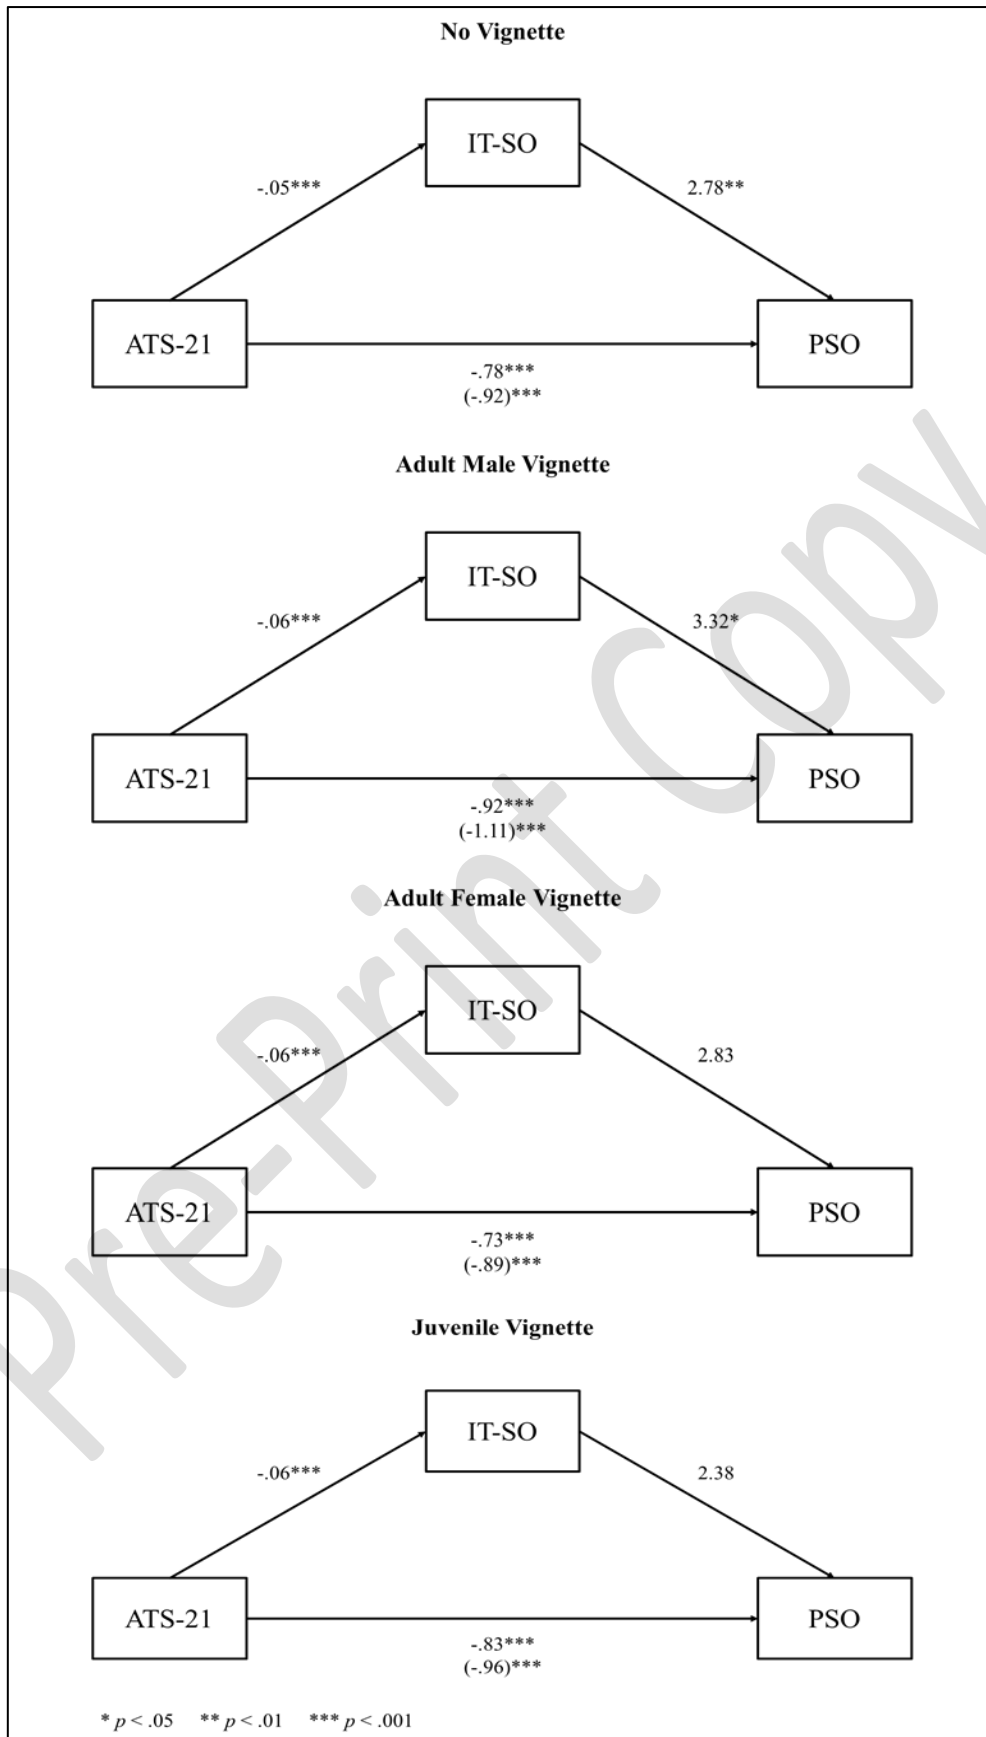 No Vignette
IT-SO
-.05***
2.78**
ATS-21
PSO
-.78***
(-.92)***
Adult Male Vignette
IT-SO
-.06***
3.32*
ATS-21
PSO
-.92***
(-1.11)***
Adult Female Vignette
IT-SO
-.06***
2.83
ATS-21
PSO
-.73***
(-.89)***
Juvenile Vignette
IT-SO
-.06***
2.38
ATS-21
PSO
-.83***
(-.96)***
* p < .05 ** p < .01 *** p < .001
Pre-Print Copy